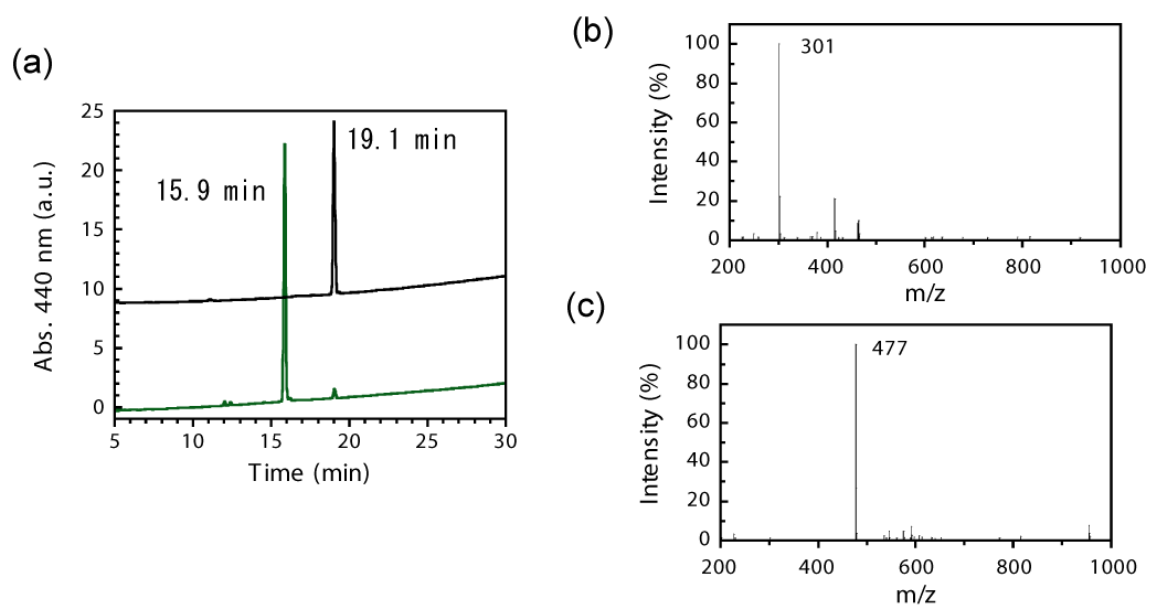 (a)
25
20
15
10
5
0
Abs. 440 nm (a.u.)
19.1 min
15.9 min
5 10 15 20 25 30
Time (min)
(b)
100
80
60
40
20
0
Intensity (%)
301
200 400 600 800 1000
m/z
(c)
100
80
60
40
20
0
Intensity (%)
477
200 400 600 800 1000
m/z